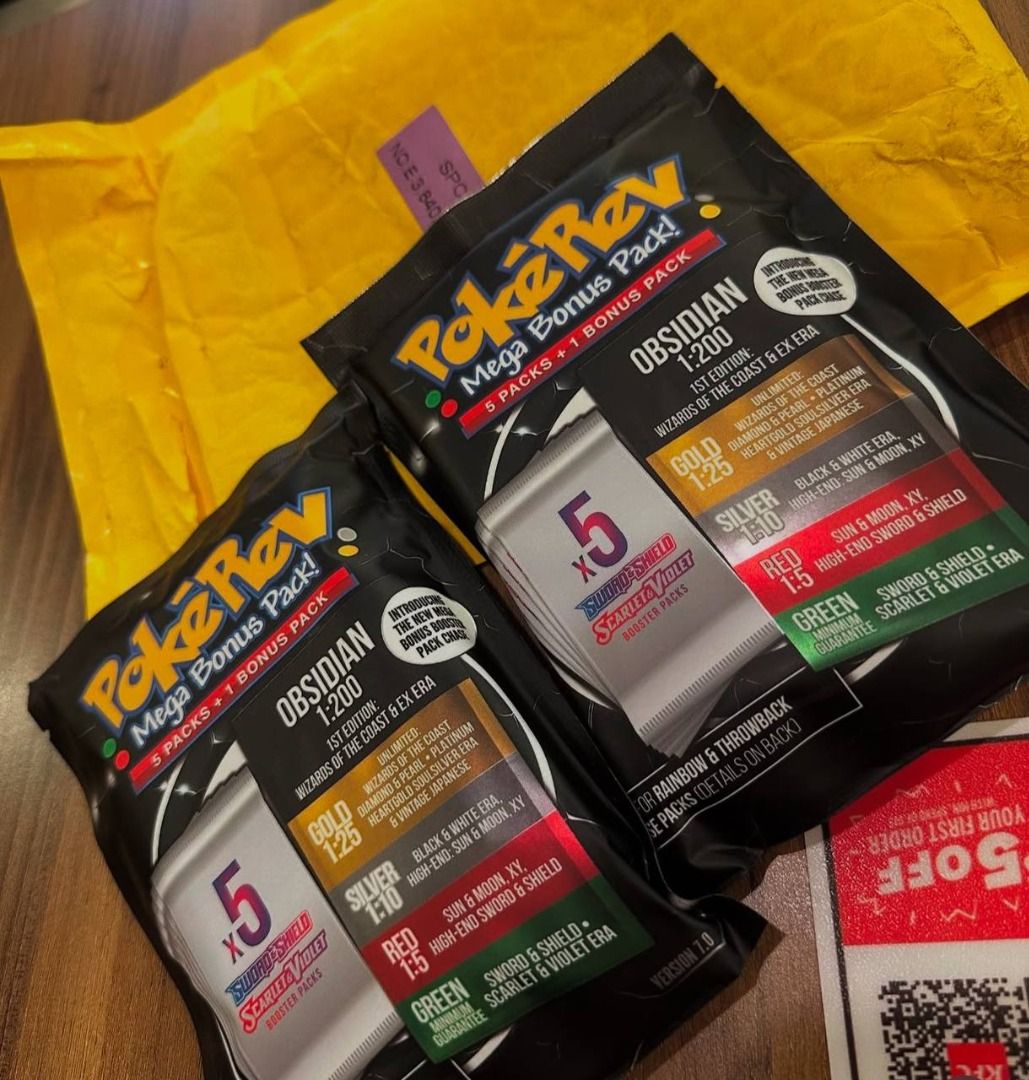 SPC
NO.E 3,840
PokéRev
Mega Bonus Pack!
5 PACKS + 1 BONUS PACK
INTRODUCING
THE NEW MEGA
BONUS BOOSTER
PACK CHASE
OBSIDIAN
1:200
1ST EDITION:
WIZARDS OF THE COAST & EX ERA
GOLD
1:25
UNLIMITED:
WIZARDS OF THE COAST
DIAMOND & PEARL • PLATINUM
HEARTGOLD SOULSILVER ERA
& VINTAGE JAPANESE
SILVER
1:10
BLACK & WHITE ERA,
HIGH-END: SUN & MOON, XY
RED
1:5
SUN & MOON, XY,
HIGH-END SWORD & SHIELD
GREEN
MINIMUM
GUARANTEE
SWORD & SHIELD •
SCARLET & VIOLET ERA
x5
SWORD & SHIELD
SCARLET & VIOLET
BOOSTER PACKS
OR RAINBOW & THROWBACK
SE PACKS (DETAILS ON BACK)
PokéRev
Mega Bonus Pack!
5 PACKS + 1 BONUS PACK
INTRODUCING
THE NEW MEGA
BONUS BOOSTER
PACK CHASE
OBSIDIAN
1:200
1ST EDITION:
WIZARDS OF THE COAST & EX ERA
GOLD
1:25
UNLIMITED:
WIZARDS OF THE COAST
DIAMOND & PEARL • PLATINUM
HEARTGOLD SOULSILVER ERA
& VINTAGE JAPANESE
SILVER
1:10
BLACK & WHITE ERA,
HIGH-END: SUN & MOON, XY
RED
1:5
SUN & MOON, XY,
HIGH-END SWORD & SHIELD
GREEN
MINIMUM
GUARANTEE
SWORD & SHIELD •
SCARLET & VIOLET ERA
x5
SWORD & SHIELD
SCARLET & VIOLET
BOOSTER PACKS
VERSION 7.0
5 OFF
YOUR FIRST ORDER
KFC